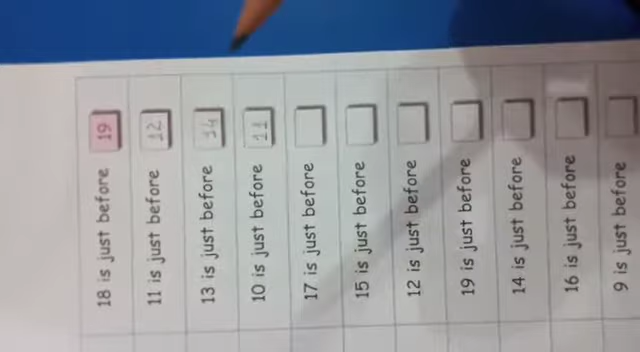 18 is just before 19
11 is just before 12
13 is just before 14
10 is just before 11
17 is just before
15 is just before
12 is just before
19 is just before
14 is just before
16 is just before
9 is just before